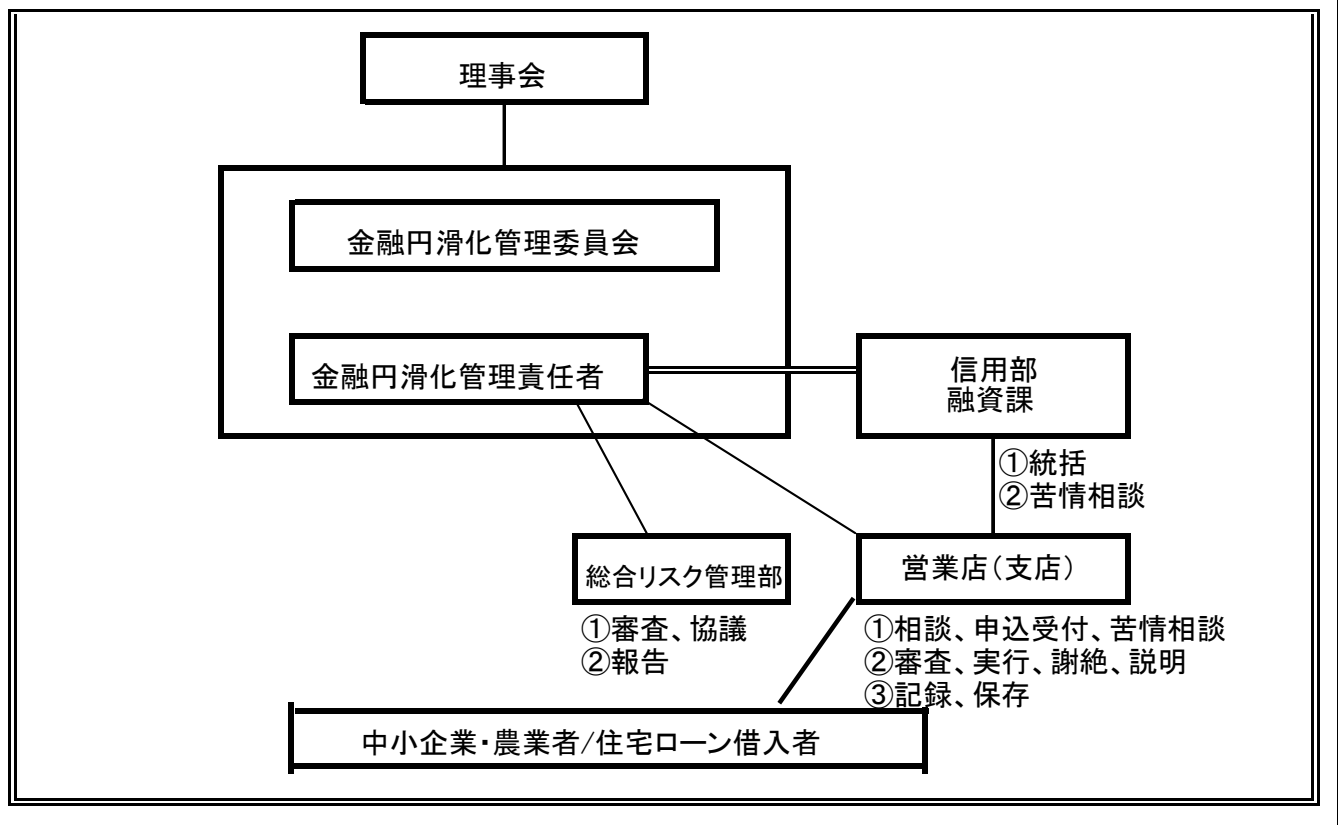 理事会
金融円滑化管理委員会
金融円滑化管理責任者
信用部
融資課
①統括
②苦情相談
総合リスク管理部
①審査、協議
②報告
営業店(支店)
①相談、申込受付、苦情相談
②審査、実行、謝絶、説明
③記録、保存
中小企業・農業者/住宅ローン借入者